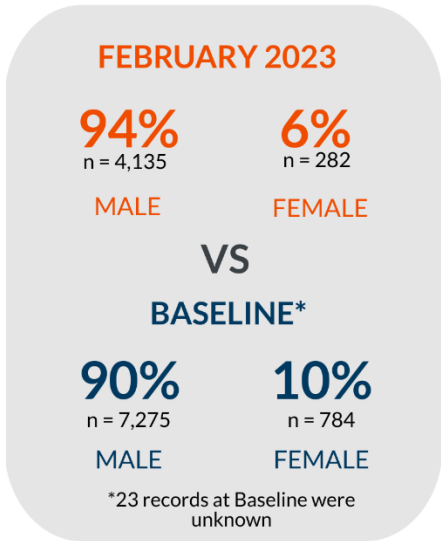 FEBRUARY 2023
94% 6%
n = 4,135 n = 282
MALE FEMALE
VS
BASELINE*
90% 10%
n = 7,275 n = 784
MALE FEMALE
*23 records at Baseline were
unknown